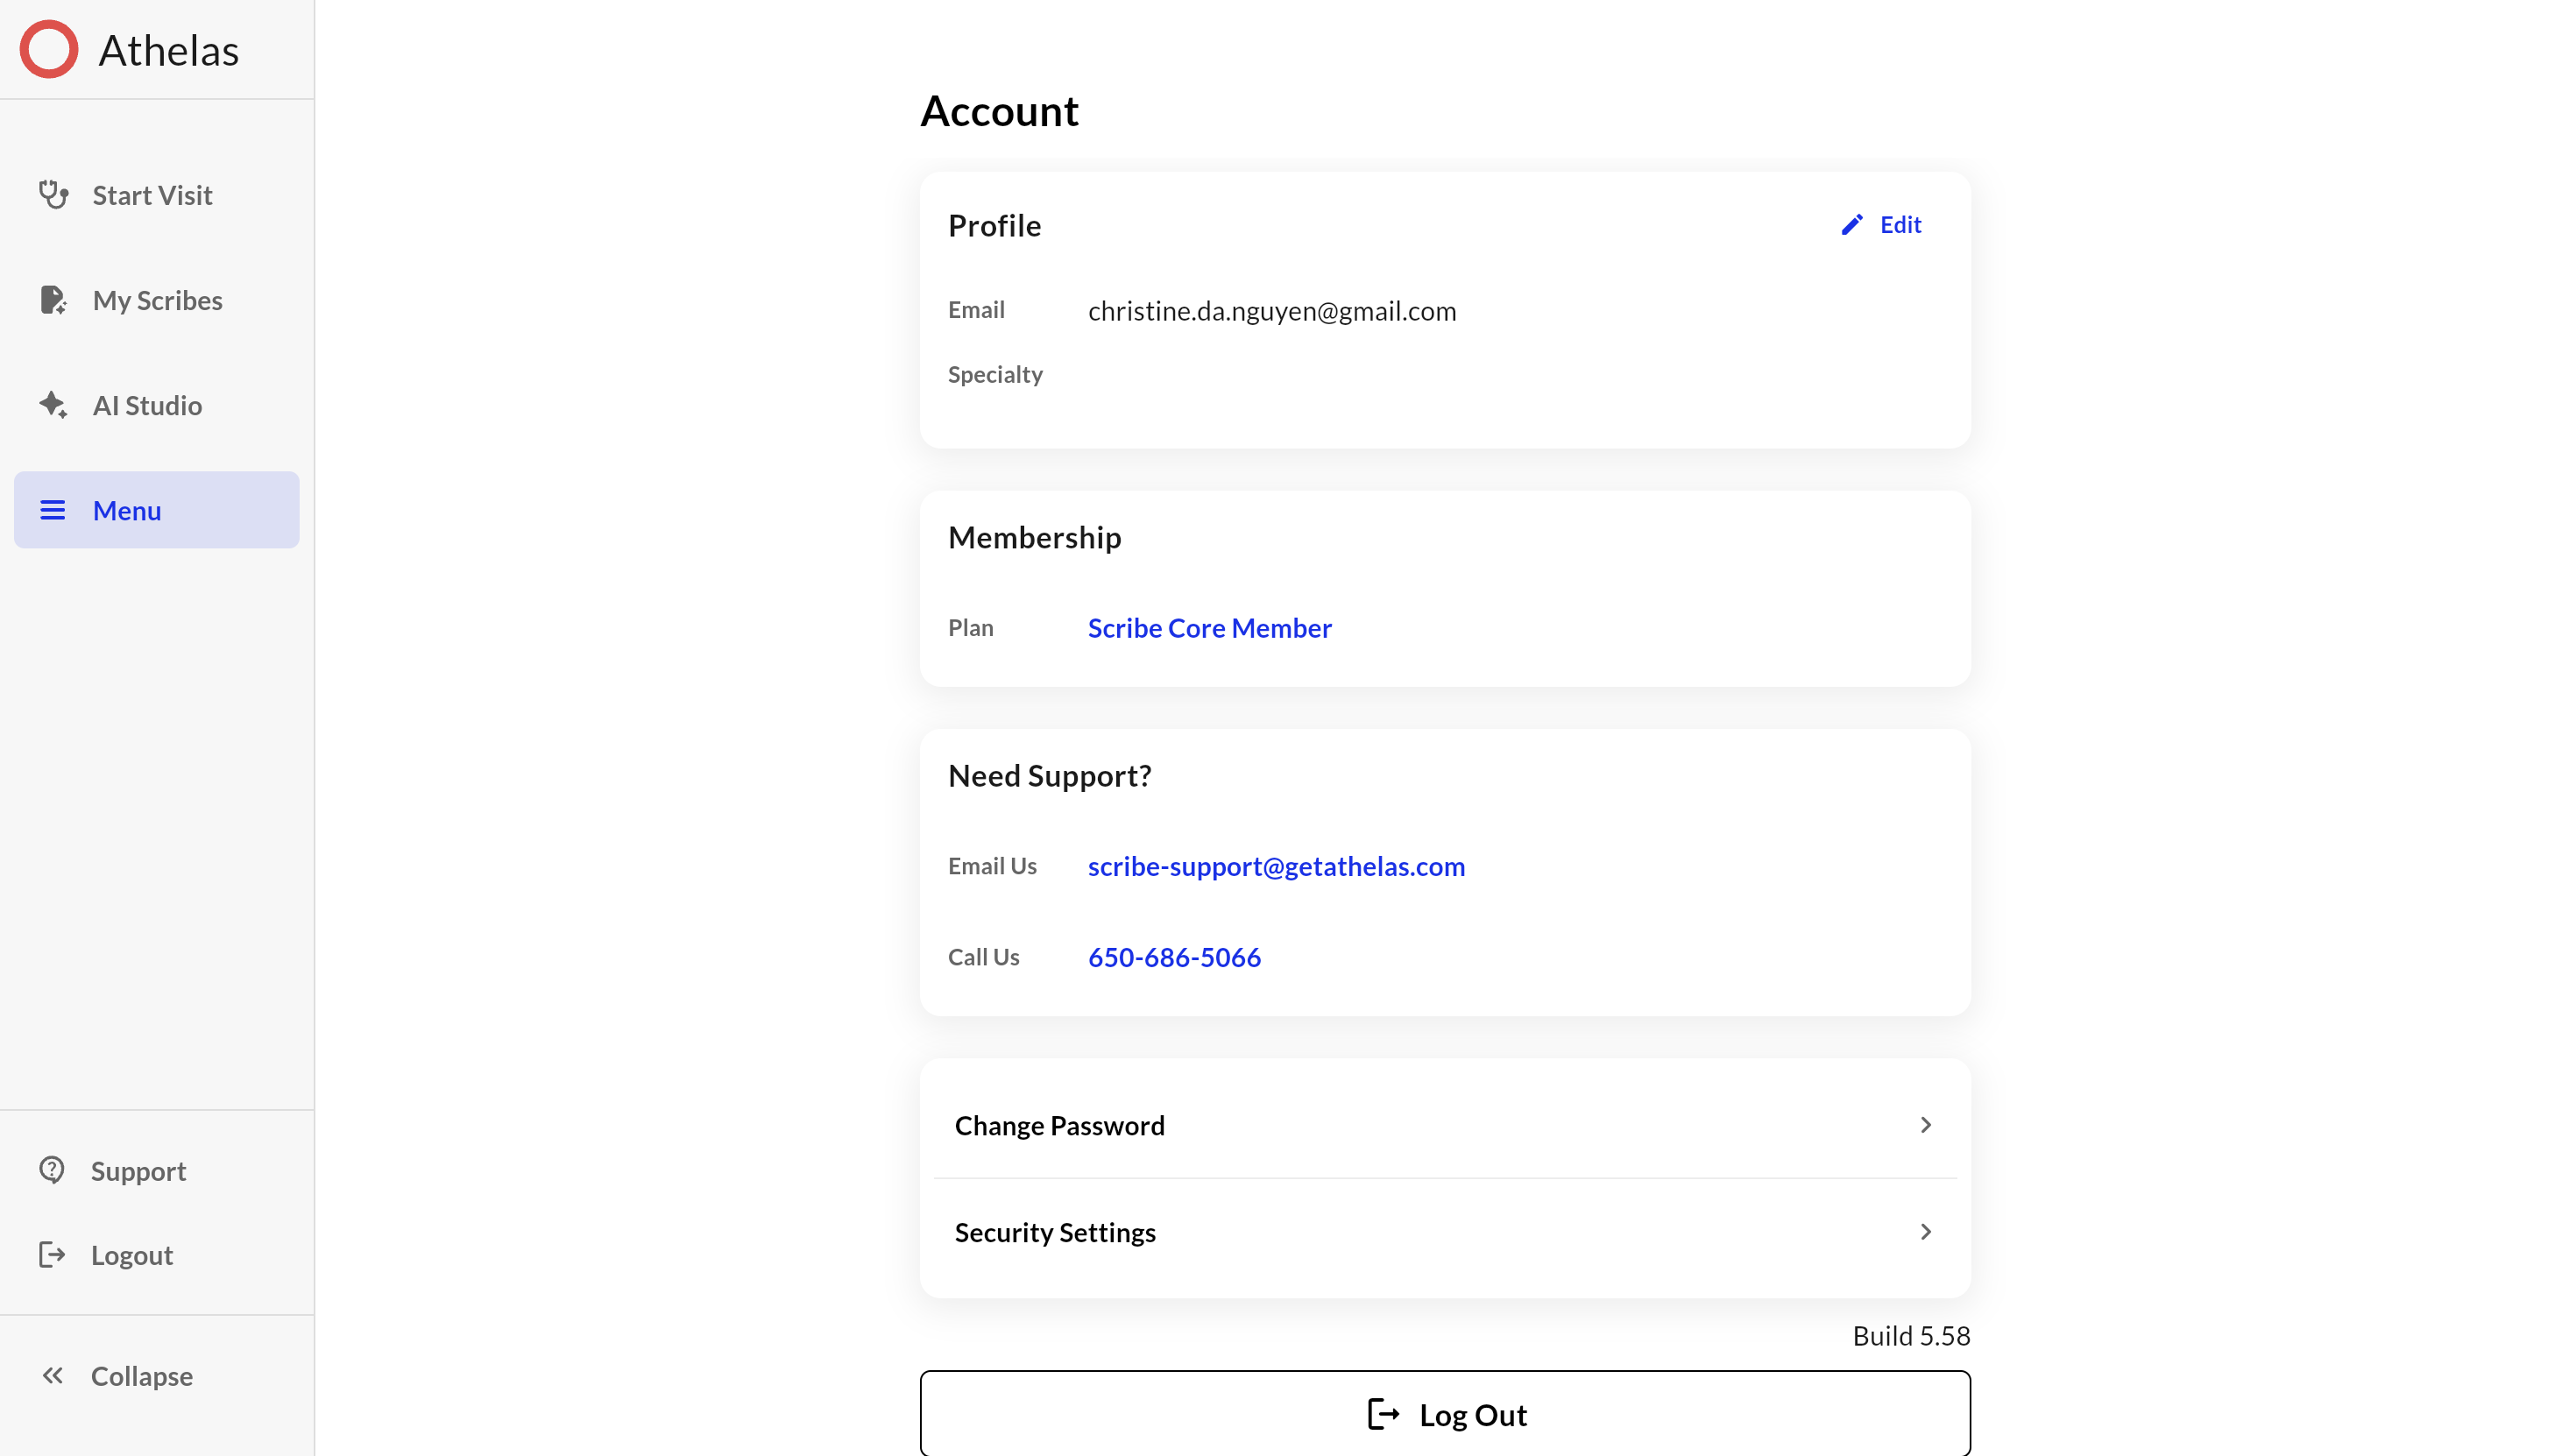 Athelas
Start Visit
My Scribes
AI Studio
Menu
Support
Logout
Collapse
Account
Profile
Edit
Email christine.da.nguyen@gmail.com
Specialty
Membership
Plan Scribe Core Member
Need Support?
Email Us scribe-support@getathelas.com
Call Us 650-686-5066
Change Password
Security Settings
Build 5.58
Log Out